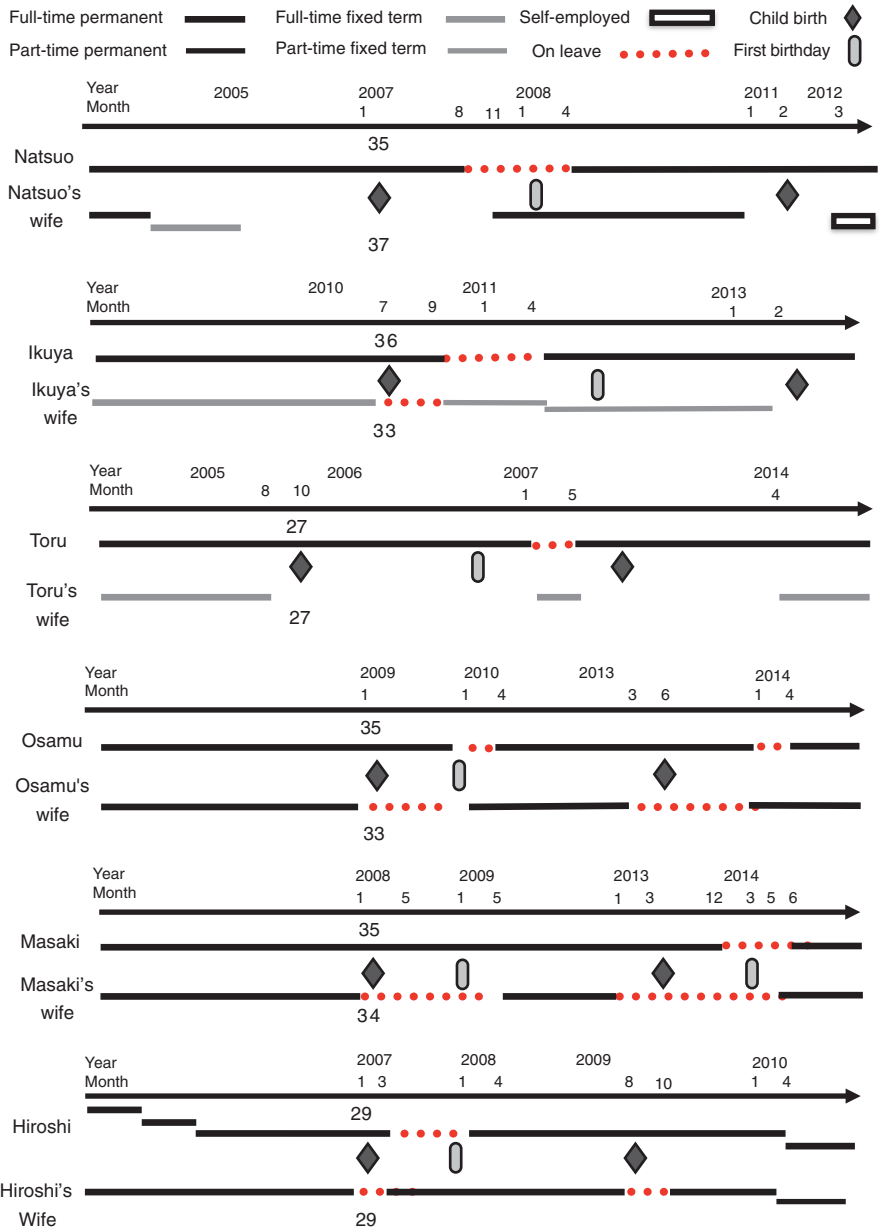 Full-time permanent Full-time fixed term Self-employed Child birth
Part-time permanent Part-time fixed term On leave First birthday
Year 2005 2007 2008 2011 2012
Month 1 8 11 1 4 1 2 3
35
Natsuo
Natsuo's
wife
37
Year 2010 2011 2013
Month 7 9 1 4 1 2
36
Ikuya
Ikuya's
wife
33
Year 2005 2006 2007 2014
Month 8 10 1 5 4
27
Toru
Toru's
wife
27
Year 2009 2010 2013 2014
Month 1 1 4 3 6 1 4
35
Osamu
Osamu's
wife
33
Year 2008 2009 2013 2014
Month 1 5 1 5 1 3 12 3 5 6
35
Masaki
Masaki's
wife
34
Year 2007 2008 2009 2010
Month 1 3 1 4 8 10 1 4
29
Hiroshi
Hiroshi's
Wife
29